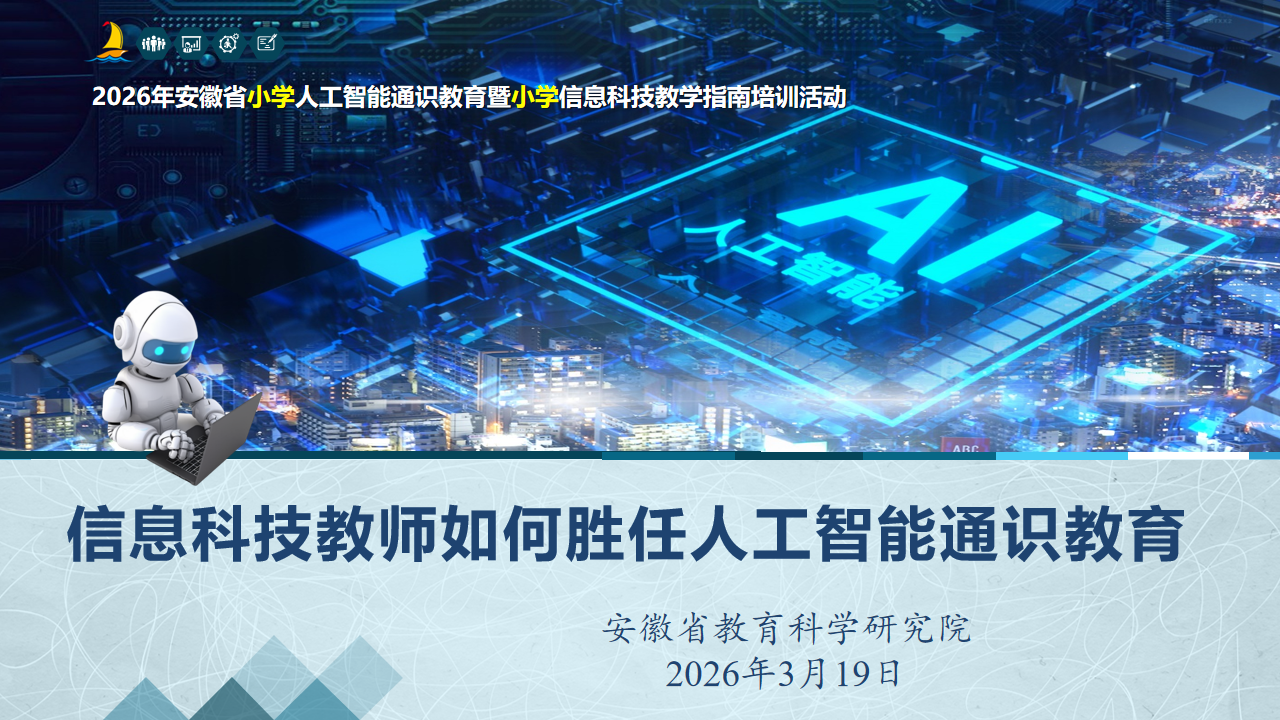 2026年安徽省小学人工智能通识教育暨小学信息科技教学指南培训活动
AI
人工智能
ABC
信息科技教师如何胜任人工智能通识教育
安徽省教育科学研究院
2026年3月19日